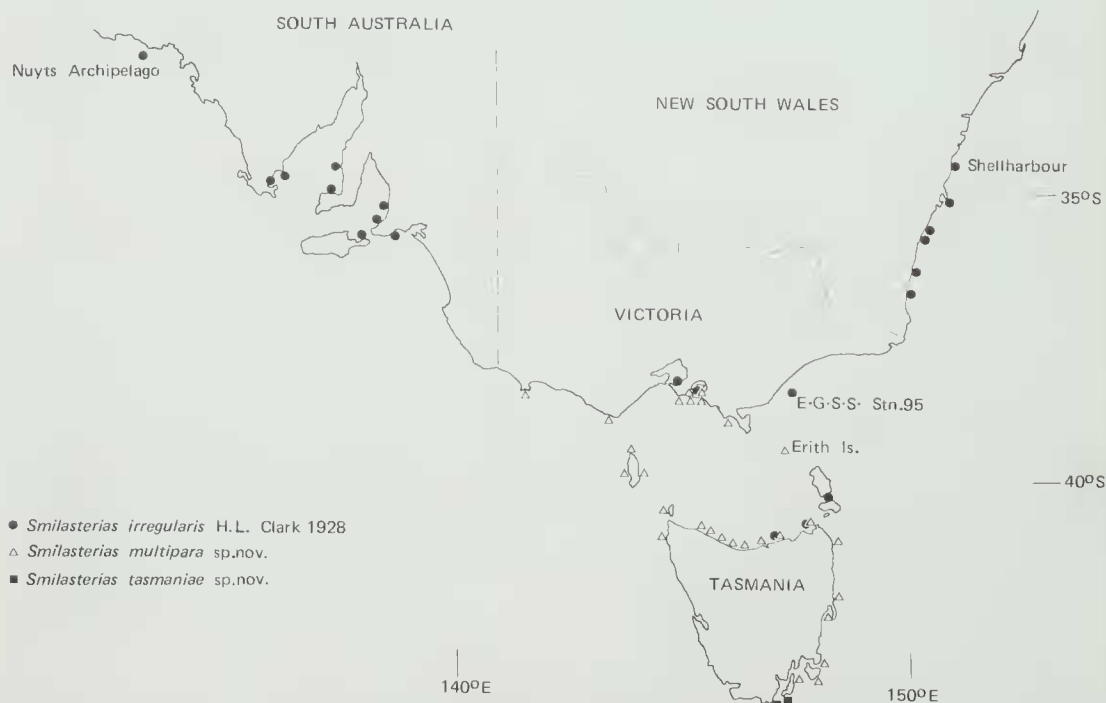 SOUTH AUSTRALIA
Nuyts Archipelago
NEW SOUTH WALES
Shellharbour
35°S
VICTORIA
E·G·S·S· Stn.95
Erith Is.
40°S
● Smilasterias irregularis H.L. Clark 1928
△ Smilasterias multipara sp.nov.
■ Smilasterias tasmaniae sp.nov.
TASMANIA
140°E
150°E